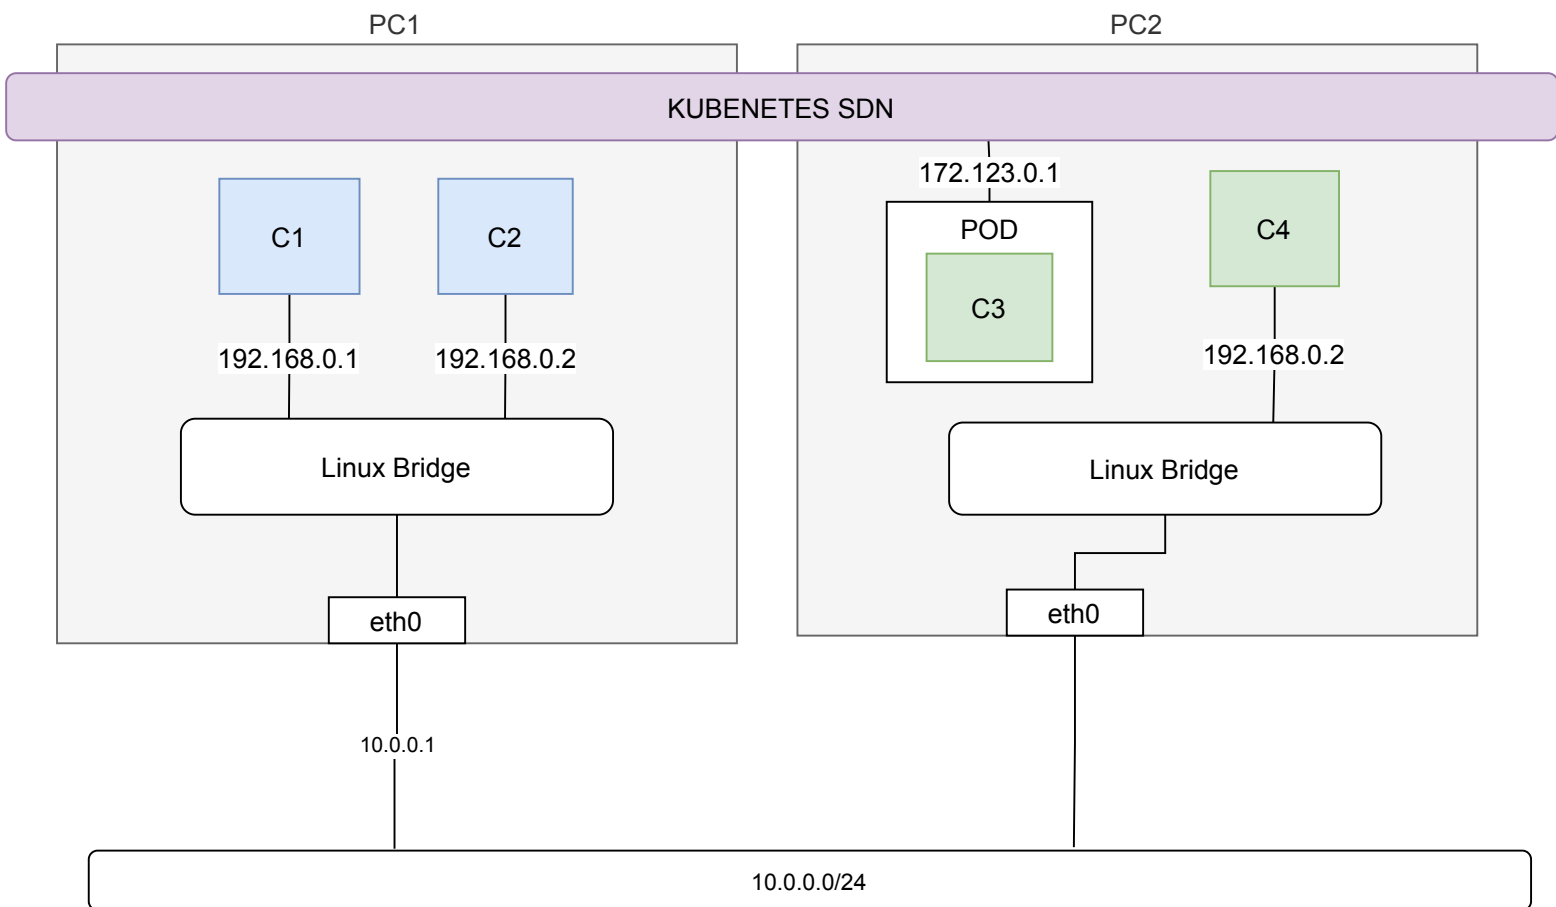 PC1
PC2
KUBENETES SDN
172.123.0.1
C1
C2
POD
C4
C3
192.168.0.1
192.168.0.2
192.168.0.2
Linux Bridge
Linux Bridge
eth0
eth0
10.0.0.1
10.0.0.0/24